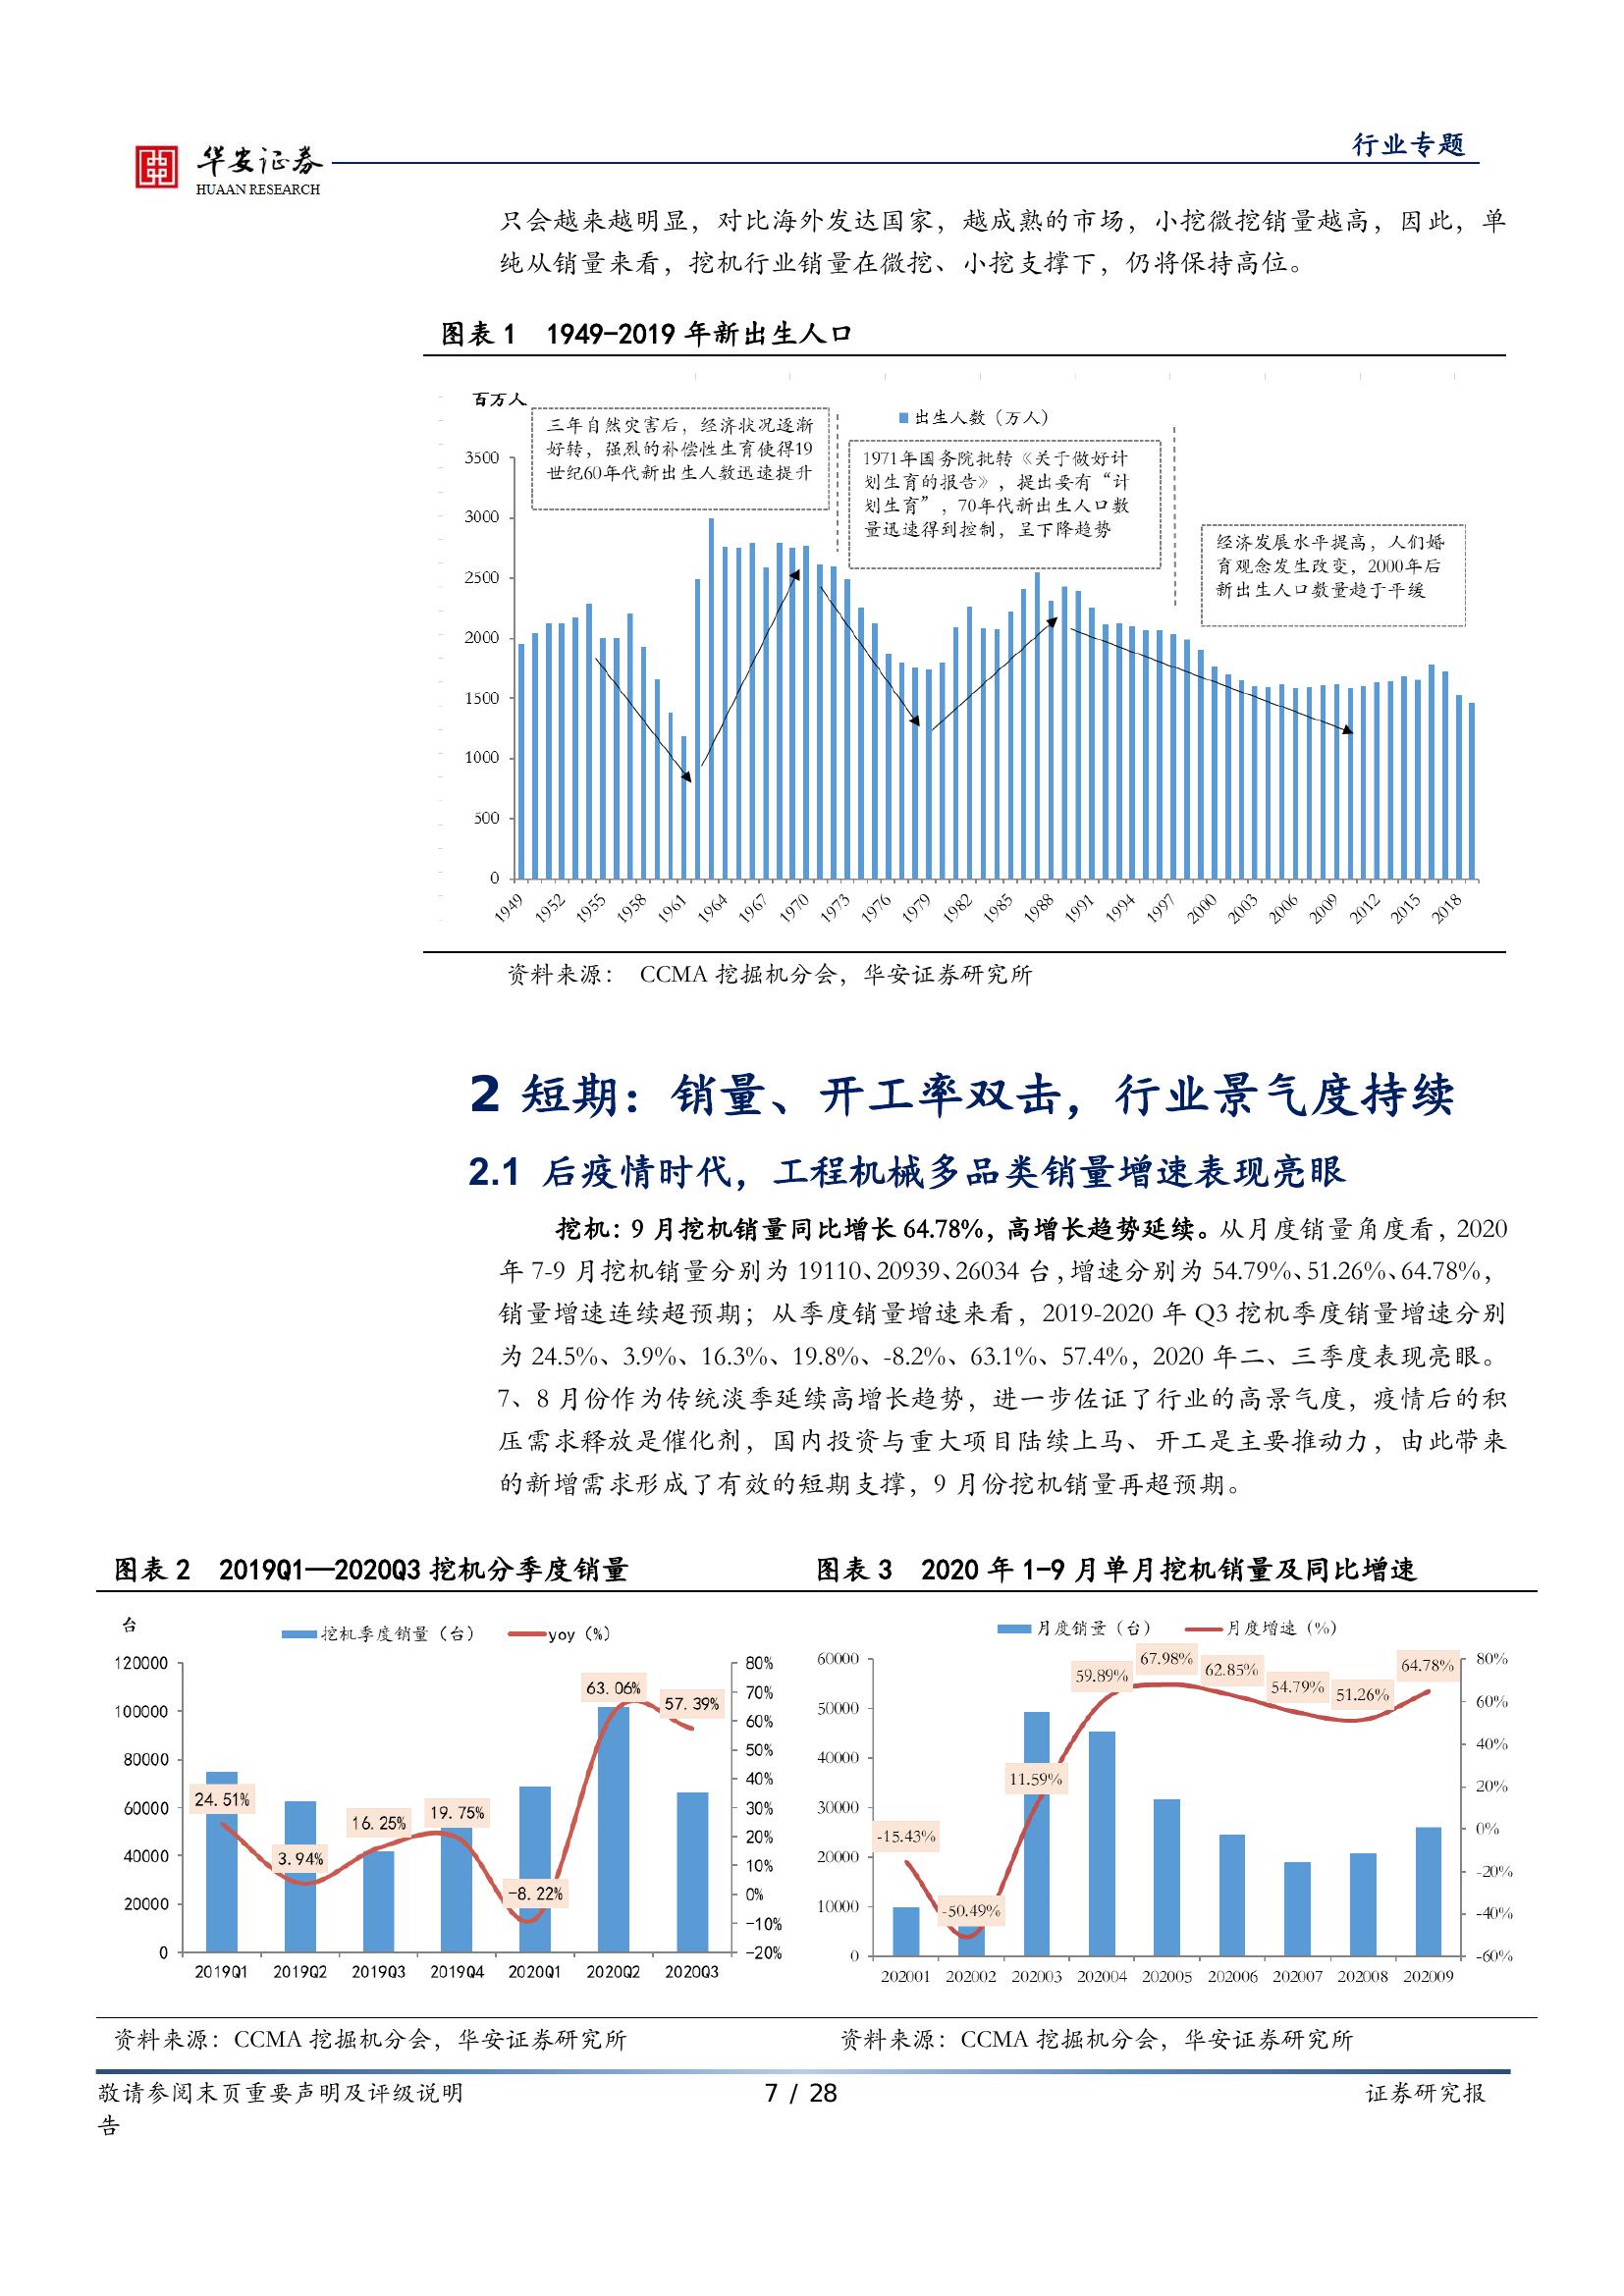 华安证券
HUAAN RESEARCH
行业专题
只会越来越明显，对比海外发达国家，越成熟的市场，小挖微挖销量越高，因此，单
纯从销量来看，挖机行业销量在微挖、小挖支撑下，仍将保持高位。
图表 1 1949-2019 年新出生人口
百万人
出生人数（万人）
三年自然灾害后，经济状况逐渐
好转，强烈的补偿性生育使得19
世纪60年代新出生人数迅速提升
1971年国务院批转《关于做好计
划生育的报告》，提出要有“计
划生育”，70年代新出生人口数
量迅速得到控制，呈下降趋势
经济发展水平提高，人们婚
育观念发生改变，2000年后
新出生人口数量趋于平缓
3500
3000
2500
2000
1500
1000
500
0
1949 1952 1955 1958 1961 1964 1967 1970 1973 1976 1979 1982 1985 1988 1991 1994 1997 2000 2003 2006 2009 2012 2015 2018
资料来源： CCMA 挖掘机分会，华安证券研究所
2 短期：销量、开工率双击，行业景气度持续
2.1 后疫情时代，工程机械多品类销量增速表现亮眼
挖机：9 月挖机销量同比增长 64.78%，高增长趋势延续。从月度销量角度看，2020
年 7-9 月挖机销量分别为 19110、20939、26034 台，增速分别为 54.79%、51.26%、64.78%，
销量增速连续超预期；从季度销量增速来看，2019-2020 年 Q3 挖机季度销量增速分别
为 24.5%、3.9%、16.3%、19.8%、-8.2%、63.1%、57.4%，2020 年二、三季度表现亮眼。
7、8 月份作为传统淡季延续高增长趋势，进一步佐证了行业的高景气度，疫情后的积
压需求释放是催化剂，国内投资与重大项目陆续上马、开工是主要推动力，由此带来
的新增需求形成了有效的短期支撑，9 月份挖机销量再超预期。
图表 2 2019Q1—2020Q3 挖机分季度销量
台
挖机季度销量（台） yoy（%）
120000
100000
80000
60000
40000
20000
0
80%
70%
60%
50%
40%
30%
20%
10%
0%
-10%
-20%
24.51%
3.94%
16.25%
19.75%
-8.22%
63.06%
57.39%
2019Q1 2019Q2 2019Q3 2019Q4 2020Q1 2020Q2 2020Q3
资料来源：CCMA 挖掘机分会，华安证券研究所
图表 3 2020 年 1-9 月单月挖机销量及同比增速
月度销量（台） 月度增速（%）
60000
50000
40000
30000
20000
10000
0
80%
60%
40%
20%
0%
-20%
-40%
-60%
-15.43%
-50.49%
11.59%
59.89%
67.98%
62.85%
54.79%
51.26%
64.78%
202001 202002 202003 202004 202005 202006 202007 202008 202009
资料来源：CCMA 挖掘机分会，华安证券研究所
敬请参阅末页重要声明及评级说明
7 / 28
证券研究报
告